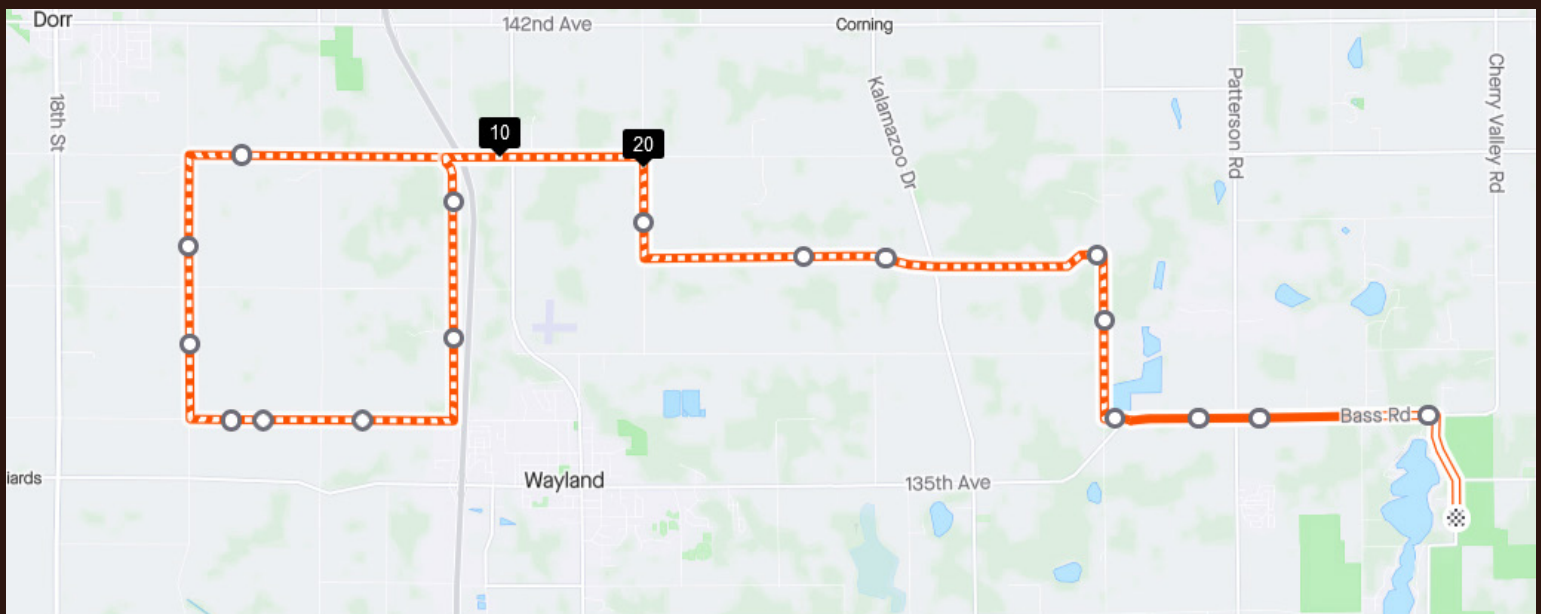 Dorr
142nd Ave
Corning
18th St
Kalamazoo Dr
Patterson Rd
Cherry Valley Rd
10
20
Bass Rd
iards
Wayland
135th Ave